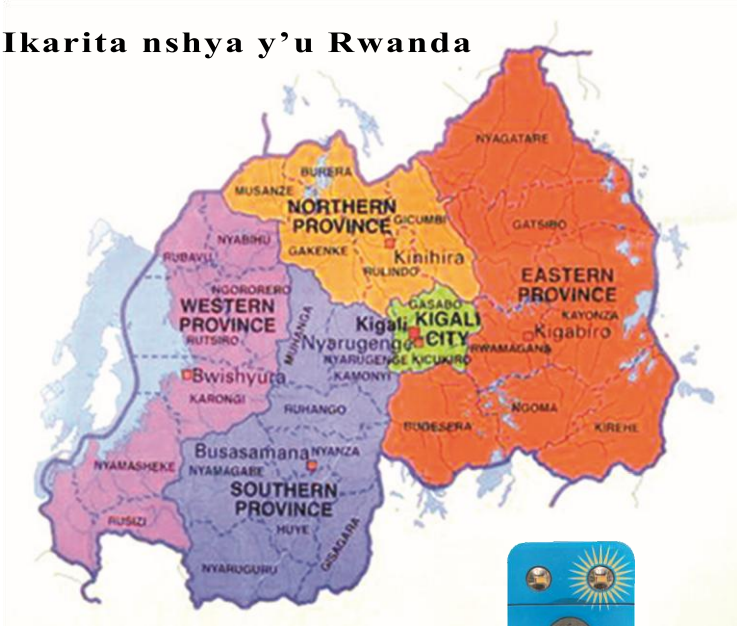 Ikarita nshya y’u Rwanda
NYAGATARE
BURERA
MUSANZE
NORTHERN
PROVINCE
GICUMBI
GATSIBO
NYABIHU
GAKENKE
RUBAVU
Kinihira
RULINDO
EASTERN
PROVINCE
NGORORERO
WESTERN
PROVINCE
GASABO
KAYONZA
MUHANGA
Kigali
KIGALI
CITY
Kigabiro
RUTSIRO
Nyarugenge
RWAMAGANA
NYARUGENGE
KICUKIRO
Bwishyura
KAMONYI
KARONGI
RUHANGO
NGOMA
BUGESERA
KIREHE
Busasamana
NYANZA
NYAMASHEKE
NYAMAGABE
SOUTHERN
PROVINCE
RUSIZI
HUYE
GISAGARA
NYARUGURU